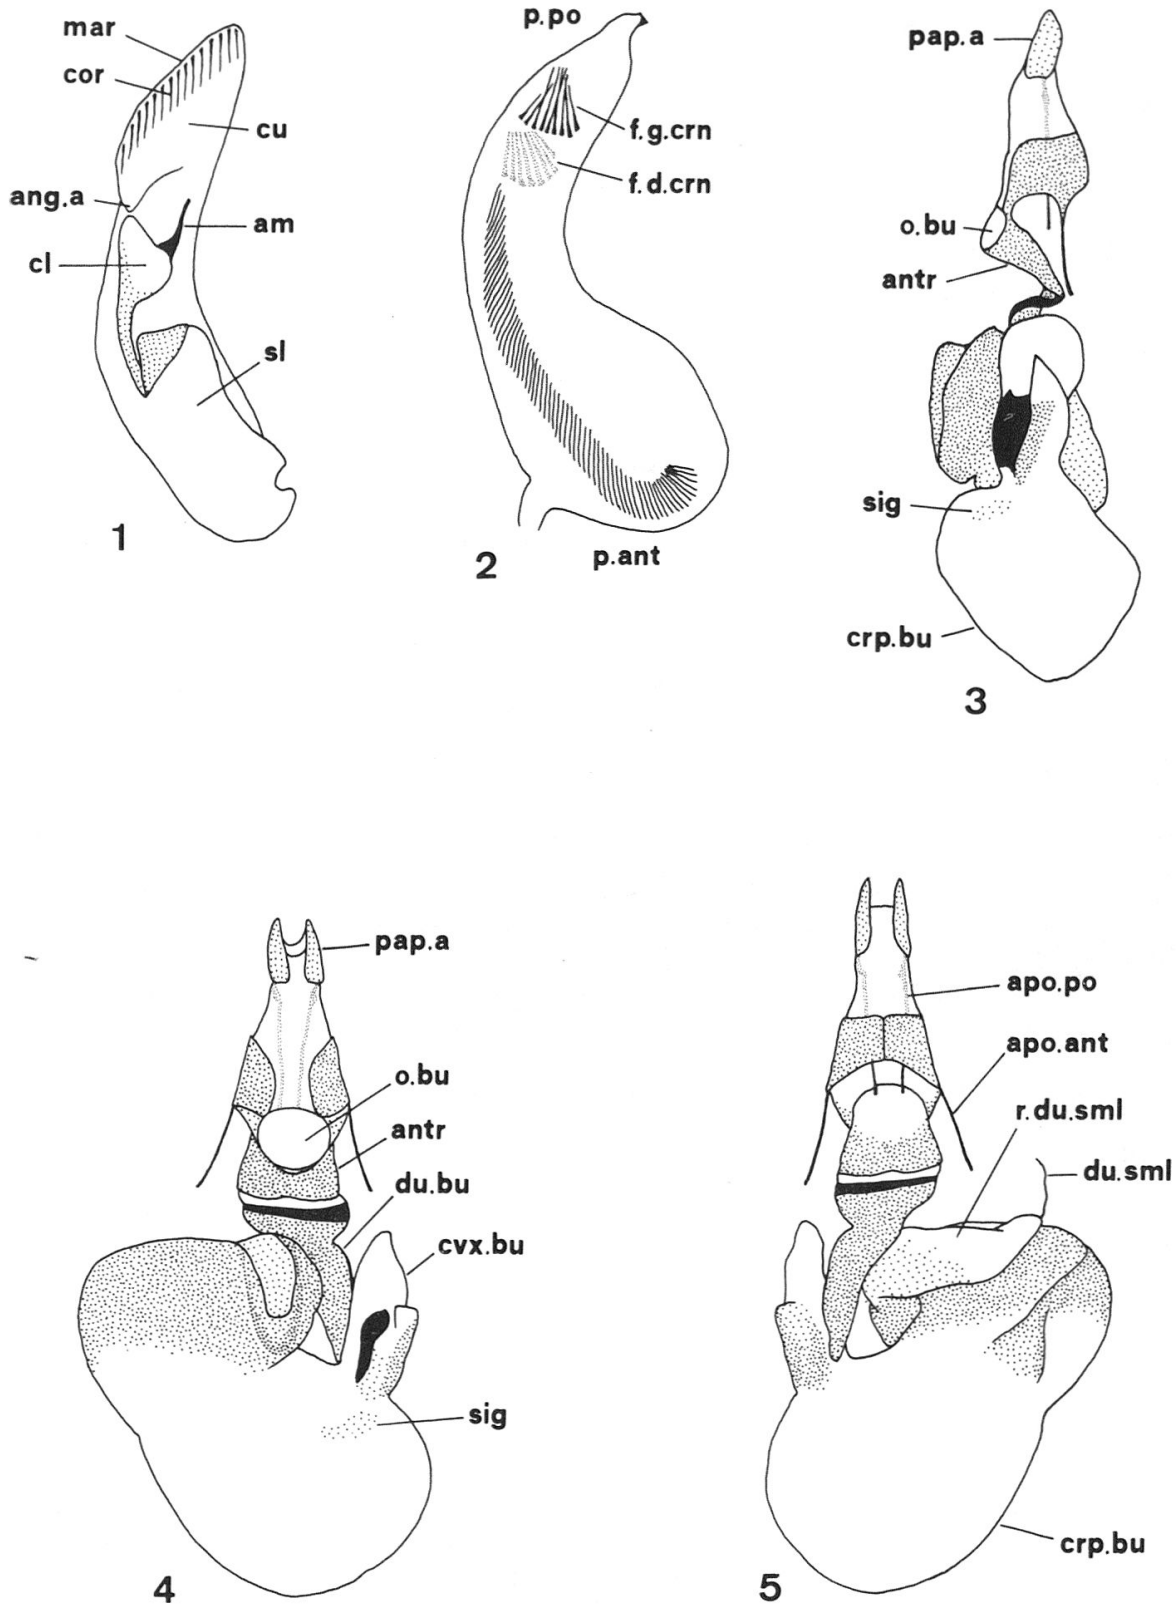 mar
cor
cu
ang.a
am
cl
sl
1
p.po
f.g.crn
f.d.crn
2
p.ant
pap.a
o.bu
antr
sig
crp.bu
3
pap.a
o.bu
antr
du.bu
cvx.bu
sig
4
apo.po
apo.ant
r.du.sml
du.sml
crp.bu
5